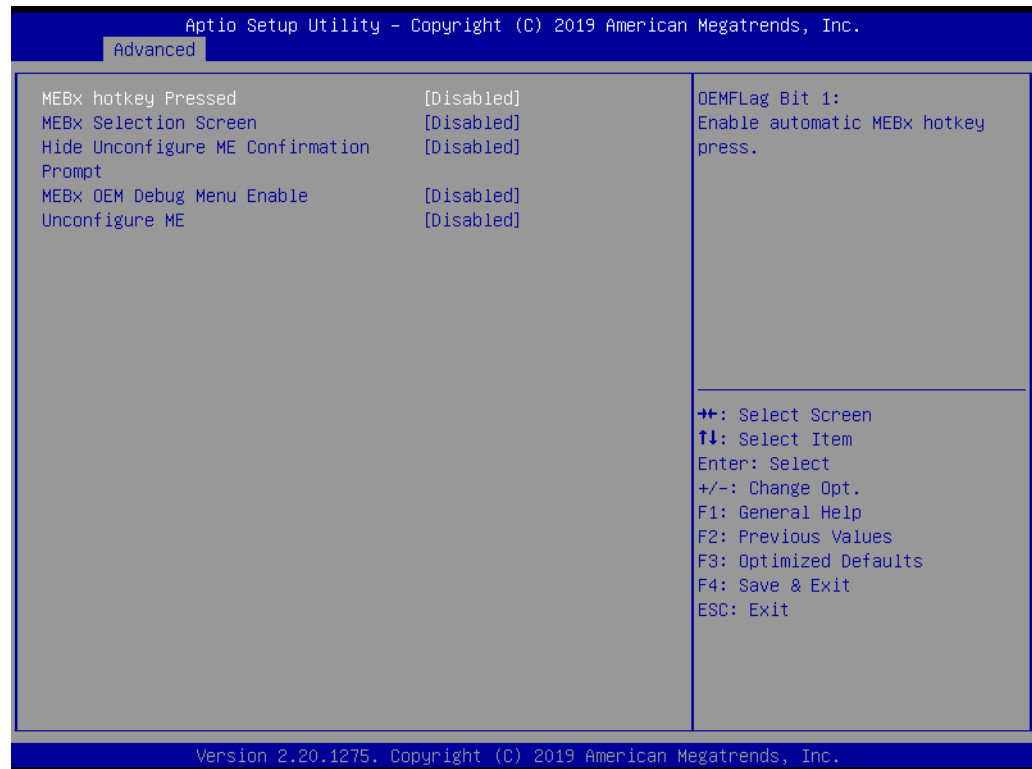 Aptio Setup Utility – Copyright (C) 2019 American Megatrends, Inc.
Advanced
MEBx hotkey Pressed [Disabled]
MEBx Selection Screen [Disabled]
Hide Unconfigure ME Confirmation [Disabled]
Prompt
MEBx OEM Debug Menu Enable [Disabled]
Unconfigure ME [Disabled]
OEMFLag Bit 1:
Enable automatic MEBx hotkey
press.
→←: Select Screen
↑↓: Select Item
Enter: Select
+/-: Change Opt.
F1: General Help
F2: Previous Values
F3: Optimized Defaults
F4: Save & Exit
ESC: Exit
Version 2.20.1275. Copyright (C) 2019 American Megatrends, Inc.